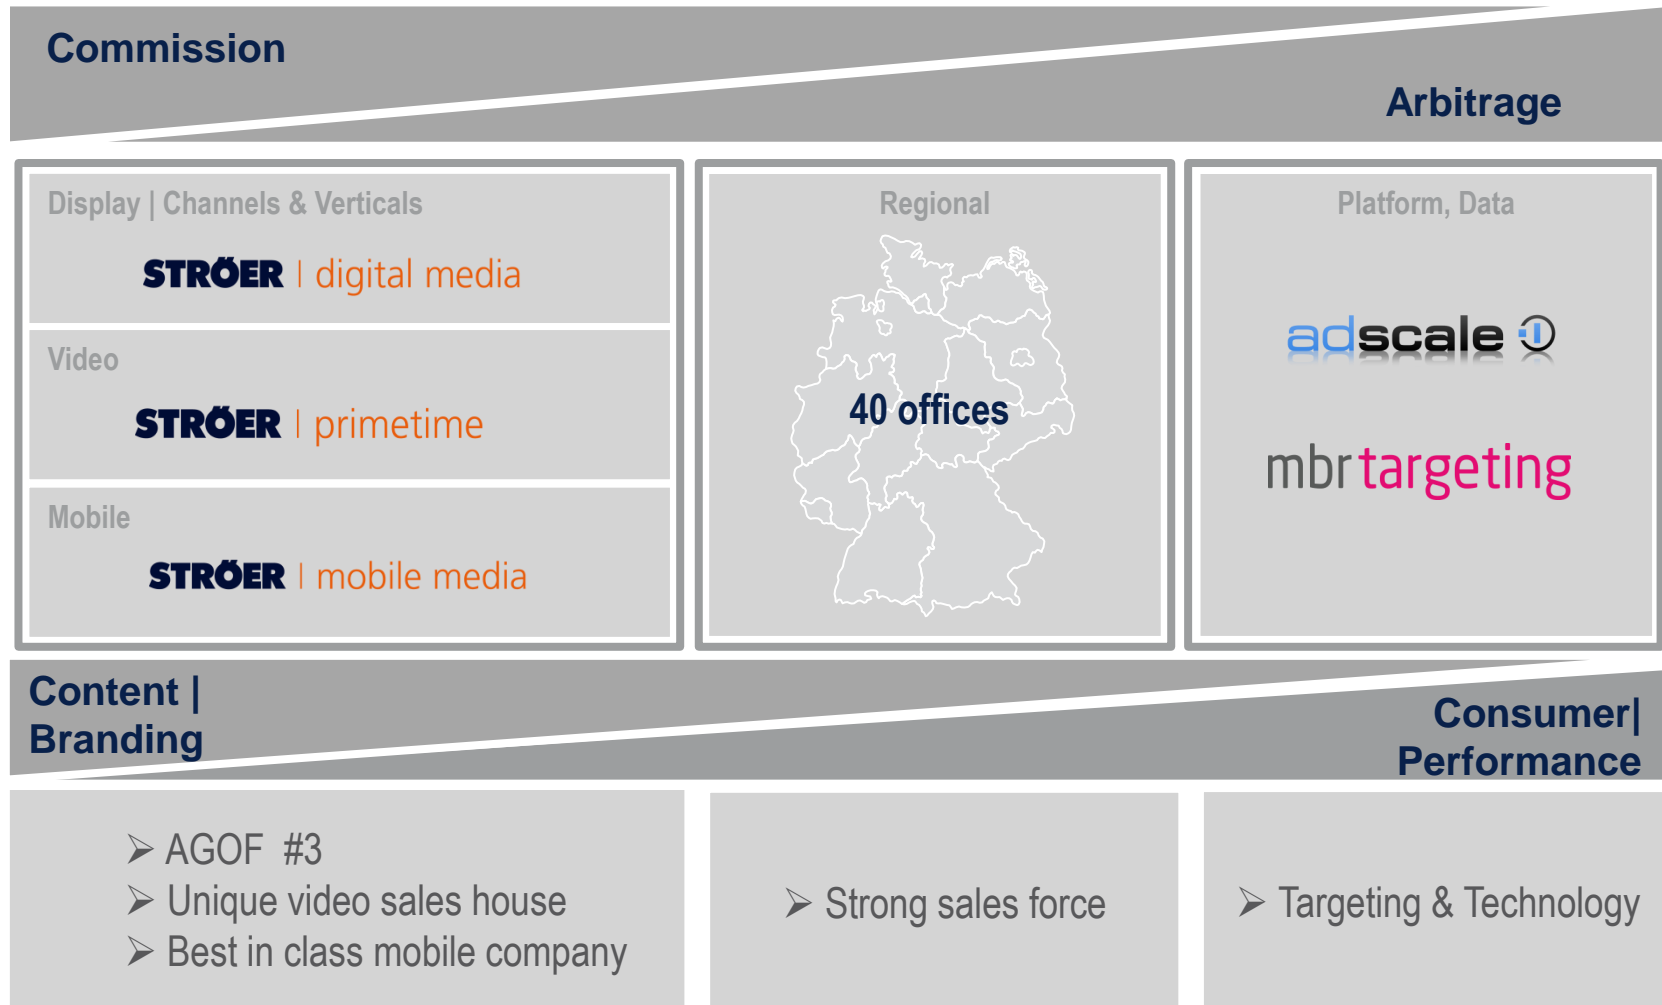 Commission
Arbitrage
Display | Channels & Verticals
STRÖER | digital media
Video
STRÖER | primetime
Mobile
STRÖER | mobile media
Regional
40 offices
Platform, Data
adscale
mbr targeting
Content |
Branding
Consumer|
Performance
➢ AGOF #3
➢ Unique video sales house
➢ Best in class mobile company
➢ Strong sales force
➢ Targeting & Technology